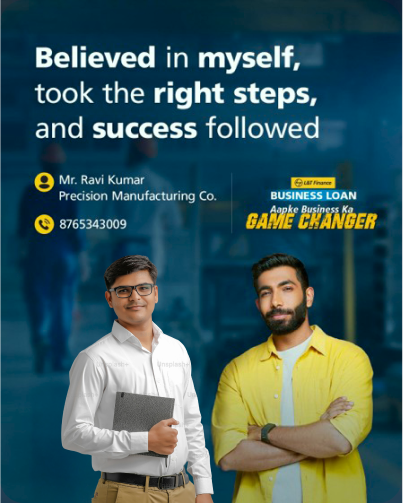 Believed in myself,
took the right steps,
and success followed
Mr. Ravi Kumar
Precision Manufacturing Co.
8765343009
L&T Finance
BUSINESS LOAN
Aapke Business Ka
GAME CHANGER